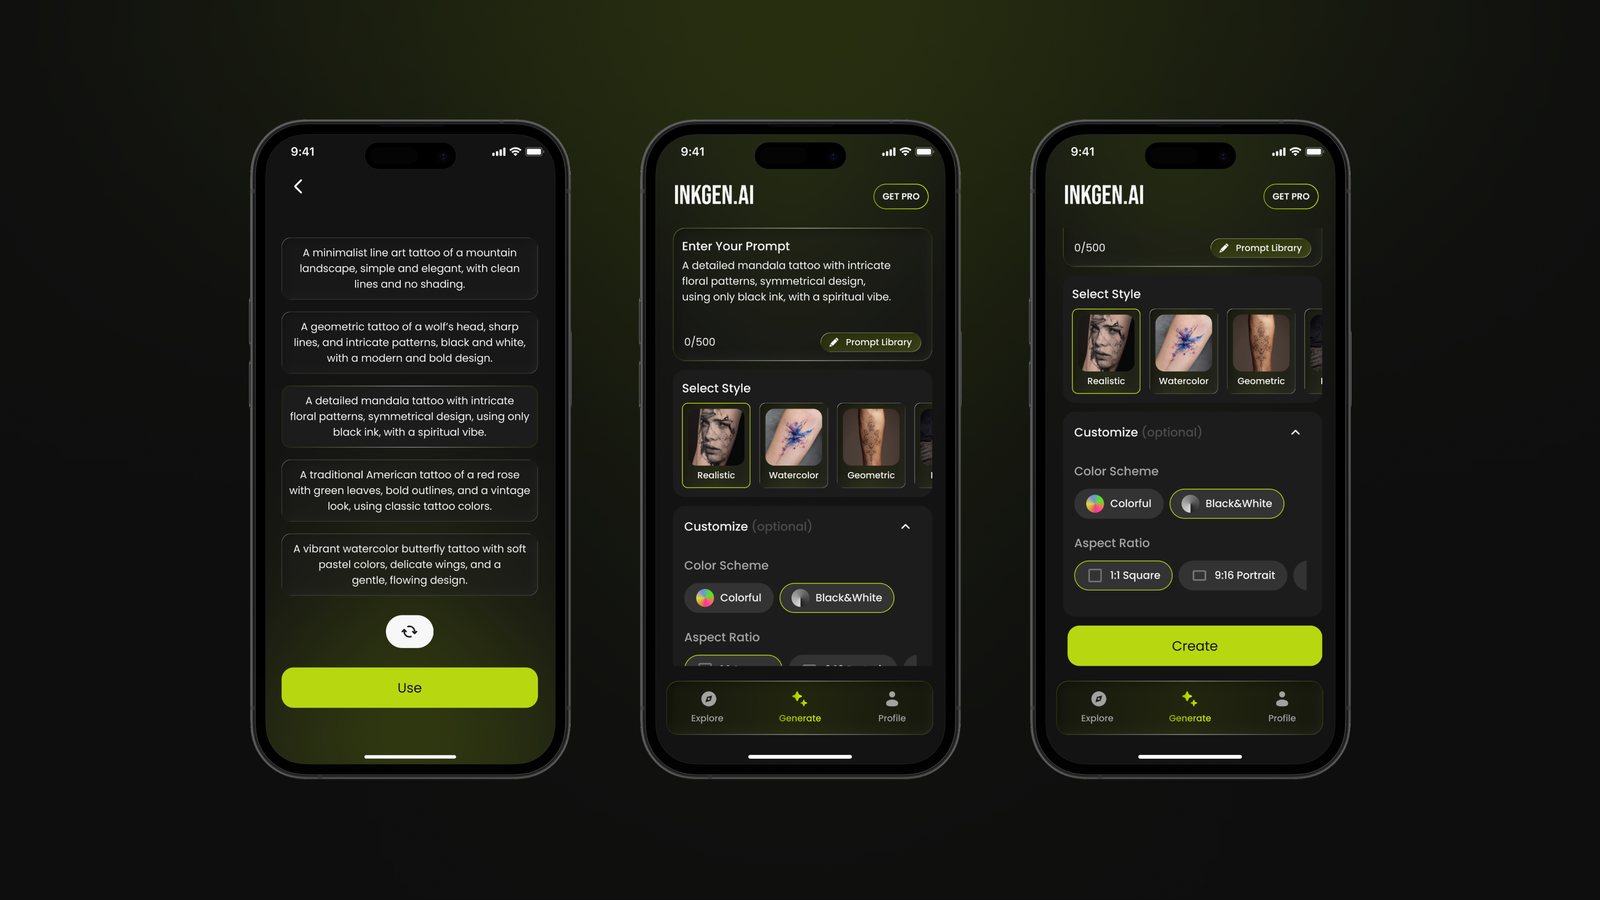 9:41
A minimalist line art tattoo of a mountain
landscape, simple and elegant, with clean
lines and no shading.
A geometric tattoo of a wolf's head, sharp
lines, and intricate patterns, black and white,
with a modern and bold design.
A detailed mandala tattoo with intricate
floral patterns, symmetrical design, using only
black ink, with a spiritual vibe.
A traditional American tattoo of a red rose
with green leaves, bold outlines, and a vintage
look, using classic tattoo colors.
A vibrant watercolor butterfly tattoo with soft
pastel colors, delicate wings, and a
gentle, flowing design.
Use
9:41
INKGEN.AI
GET PRO
Enter Your Prompt
A detailed mandala tattoo with intricate
floral patterns, symmetrical design,
using only black ink, with a spiritual vibe.
0/500
Prompt Library
Select Style
Realistic
Watercolor
Geometric
Customize (optional)
Color Scheme
Colorful
Black&White
Aspect Ratio
Explore
Generate
Profile
9:41
INKGEN.AI
GET PRO
0/500
Prompt Library
Select Style
Realistic
Watercolor
Geometric
Customize (optional)
Color Scheme
Colorful
Black&White
Aspect Ratio
1:1 Square
9:16 Portrait
Create
Explore
Generate
Profile